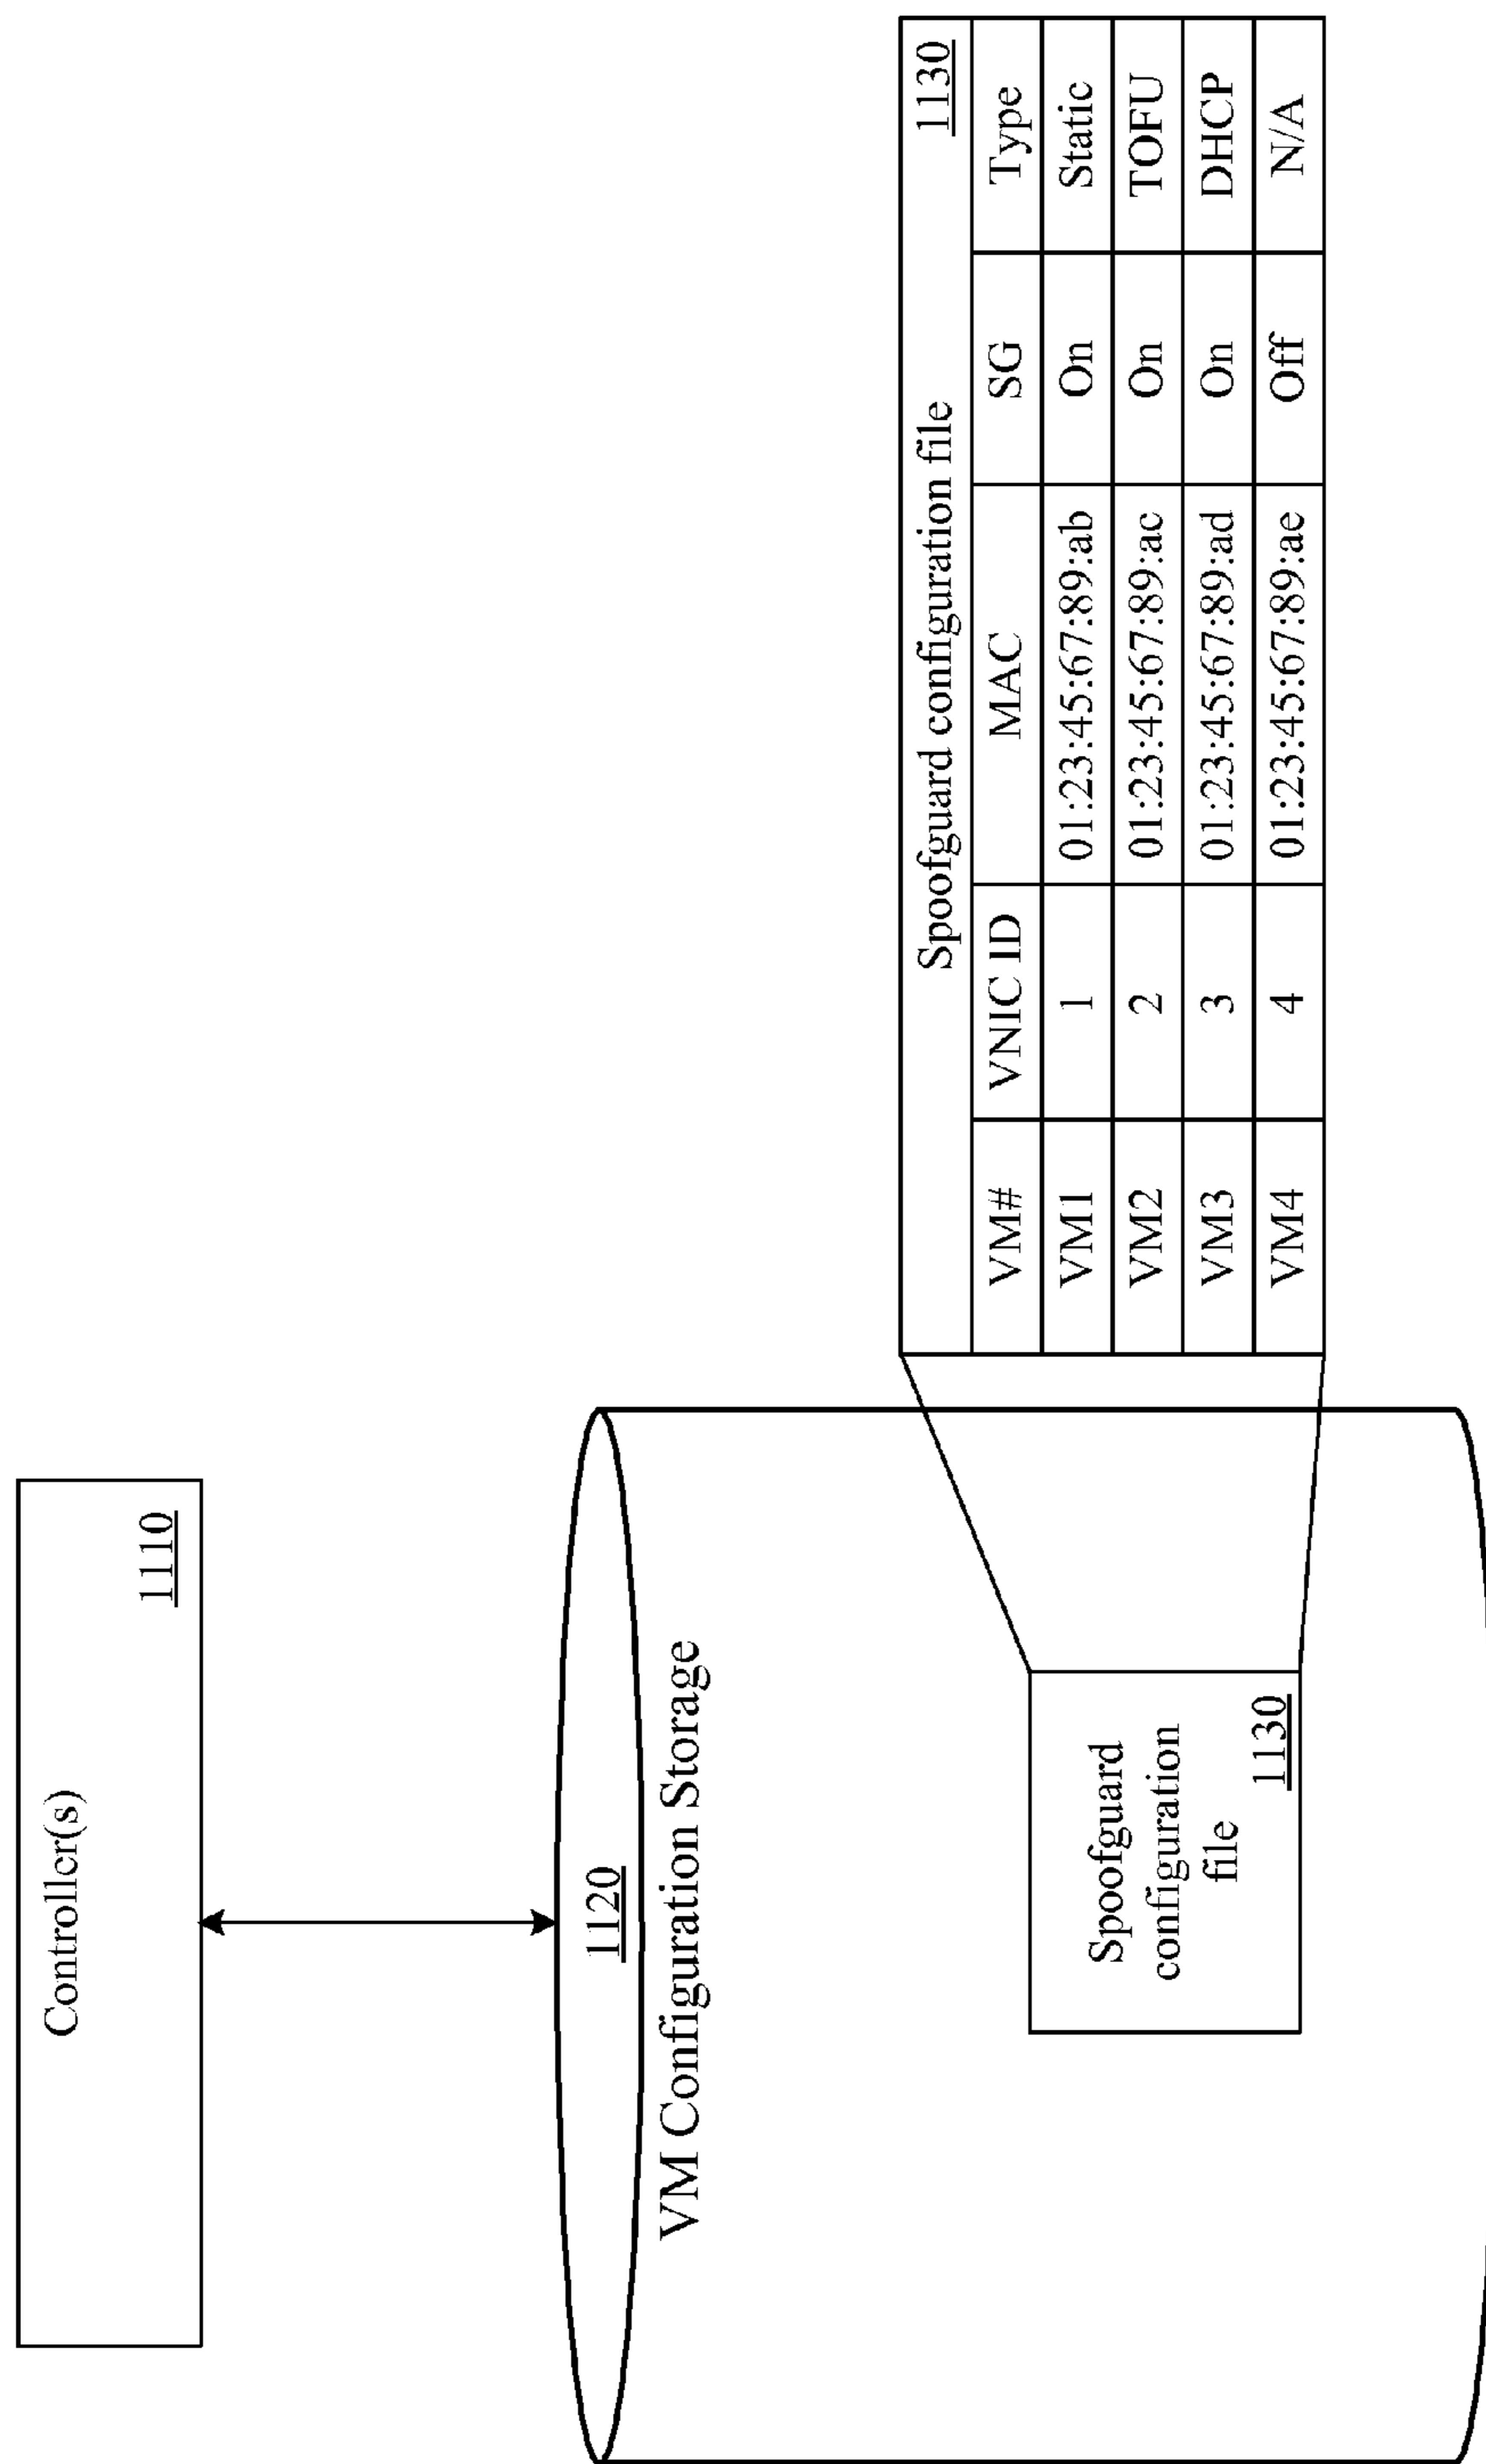 Controller(s)
1110
1120
VM Configuration Storage
Spoofguard
configuration
file
1130
Spoofguard configuration file 1130
VM# VNIC ID MAC SG Type
VM1 1 01:23:45:67:89:ab On Static
VM2 2 01:23:45:67:89:ac On TOFU
VM3 3 01:23:45:67:89:ad On DHCP
VM4 4 01:23:45:67:89:ae Off N/A